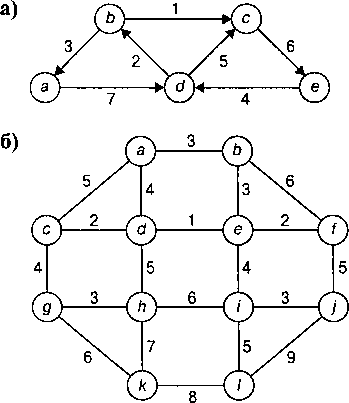 а)
b 1 c
3 2 5 6
a 7 d 4 e
б)
a 3 b
5 4 3 6
c 2 d 1 e 2 f
4 5 4 5
g 3 h 6 i 3 j
6 7 5 9
k 8 l